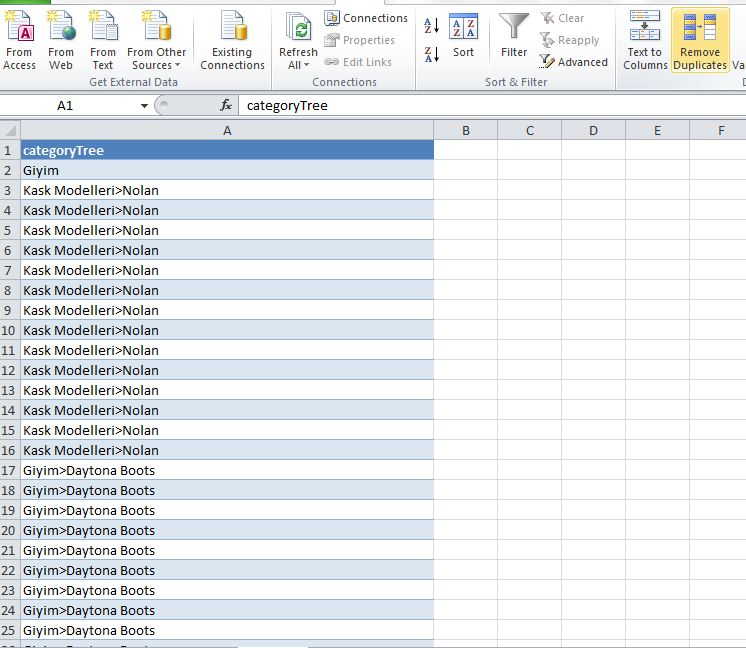 From Access
From Web
From Text
From Other Sources
Existing Connections
Get External Data
Refresh All
Connections
Properties
Edit Links
Connections
Sort
Filter
Clear
Reapply
Advanced
Sort & Filter
Text to Columns
Remove Duplicates
Va
A1 fx categoryTree
A B C D E F
1 categoryTree
2 Giyim
3 Kask Modelleri>Nolan
4 Kask Modelleri>Nolan
5 Kask Modelleri>Nolan
6 Kask Modelleri>Nolan
7 Kask Modelleri>Nolan
8 Kask Modelleri>Nolan
9 Kask Modelleri>Nolan
10 Kask Modelleri>Nolan
11 Kask Modelleri>Nolan
12 Kask Modelleri>Nolan
13 Kask Modelleri>Nolan
14 Kask Modelleri>Nolan
15 Kask Modelleri>Nolan
16 Kask Modelleri>Nolan
17 Giyim>Daytona Boots
18 Giyim>Daytona Boots
19 Giyim>Daytona Boots
20 Giyim>Daytona Boots
21 Giyim>Daytona Boots
22 Giyim>Daytona Boots
23 Giyim>Daytona Boots
24 Giyim>Daytona Boots
25 Giyim>Daytona Boots